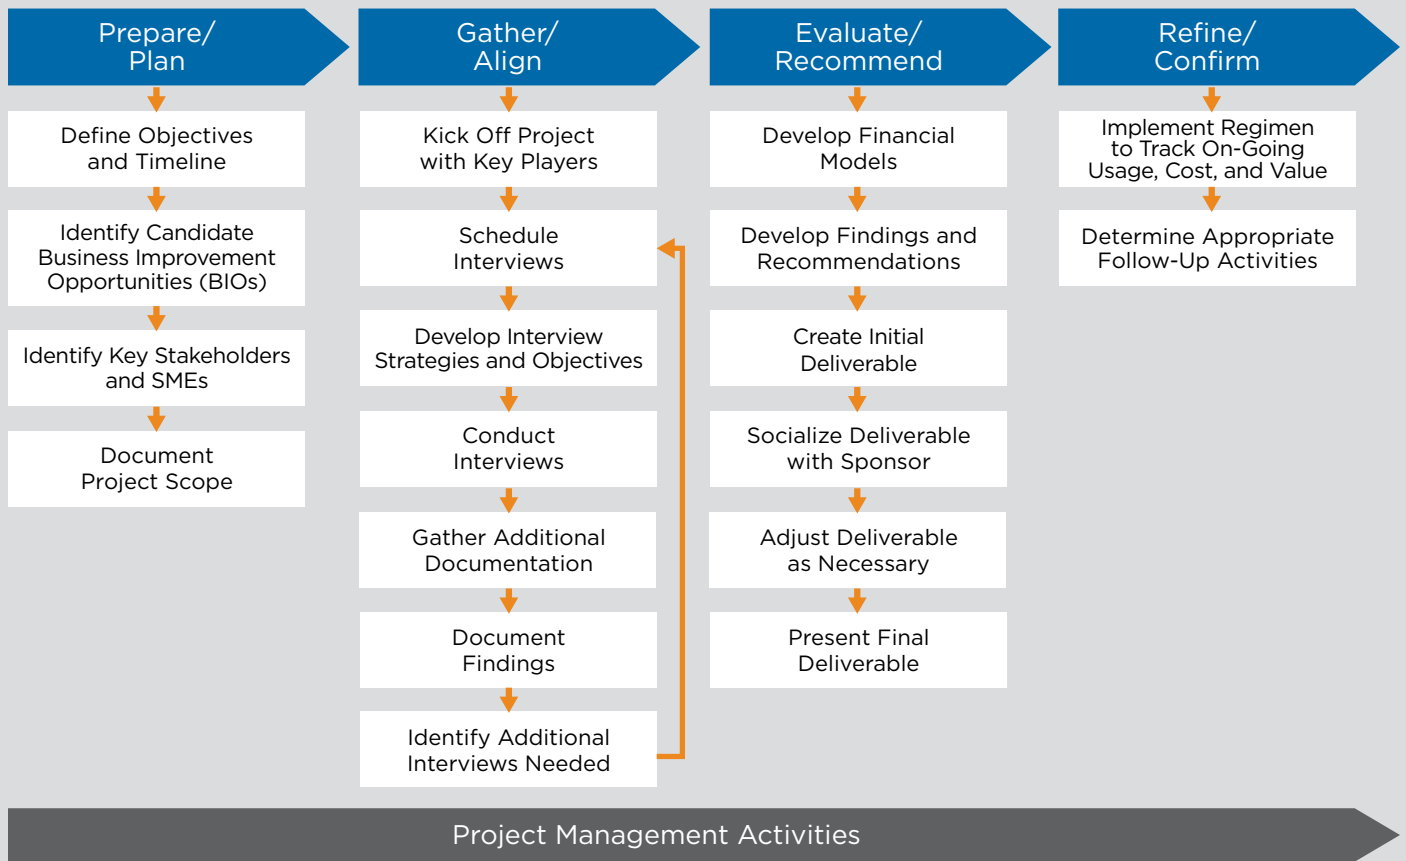 Prepare/
Plan
Define Objectives
and Timeline
Identify Candidate
Business Improvement
Opportunities (BIOs)
Identify Key Stakeholders
and SMEs
Document
Project Scope
Gather/
Align
Kick Off Project
with Key Players
Schedule
Interviews
Develop Interview
Strategies and Objectives
Conduct
Interviews
Gather Additional
Documentation
Document
Findings
Identify Additional
Interviews Needed
Evaluate/
Recommend
Develop Financial
Models
Develop Findings and
Recommendations
Create Initial
Deliverable
Socialize Deliverable
with Sponsor
Adjust Deliverable
as Necessary
Present Final
Deliverable
Refine/
Confirm
Implement Regimen
to Track On-Going
Usage, Cost, and Value
Determine Appropriate
Follow-Up Activities
Project Management Activities